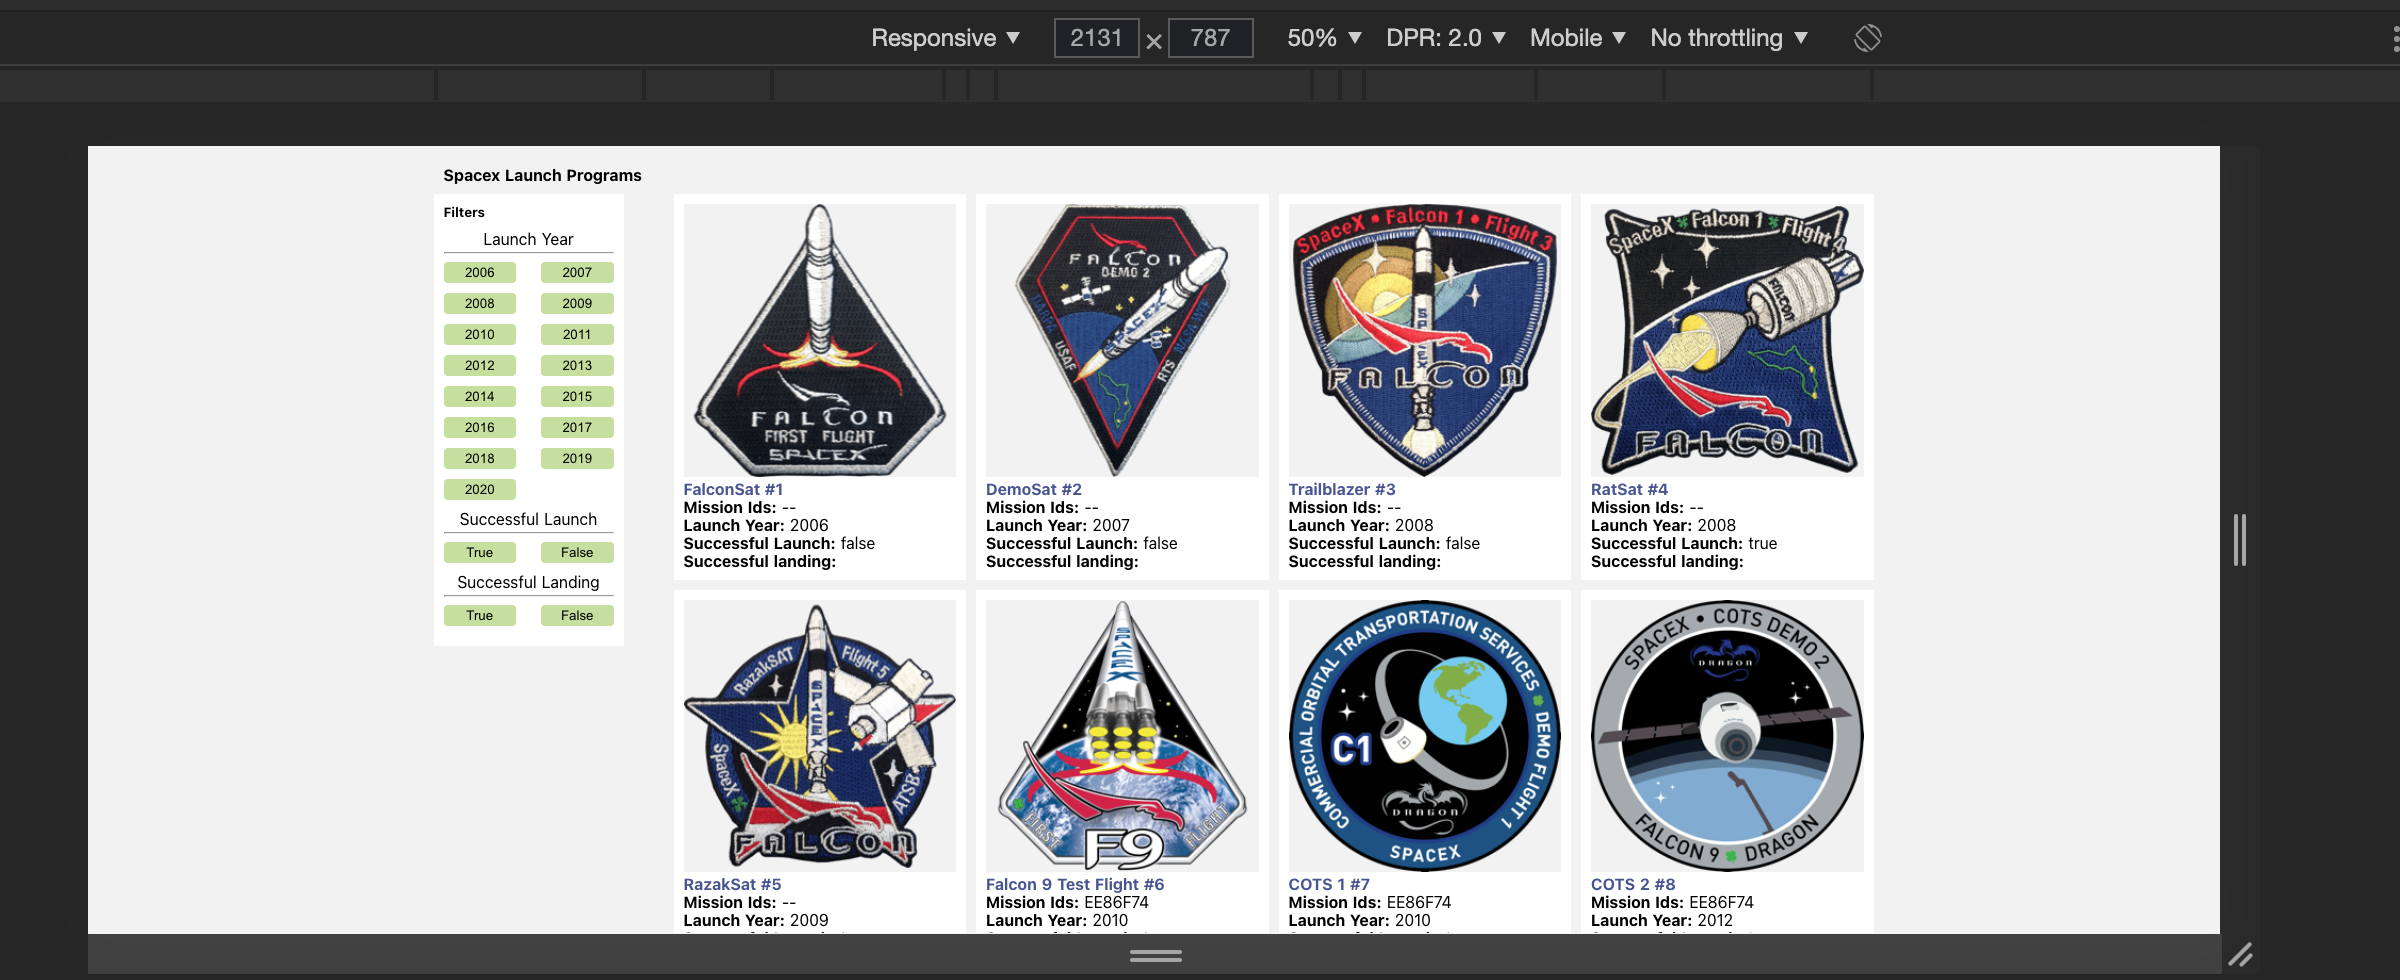 Responsive ▼ 2131 × 787 50% ▼ DPR: 2.0 ▼ Mobile ▼ No throttling ▼
Spacex Launch Programs
Filters
Launch Year
2006 2007
2008 2009
2010 2011
2012 2013
2014 2015
2016 2017
2018 2019
2020
Successful Launch
True False
Successful Landing
True False
FALCON
FIRST FLIGHT
SPACEX
FalconSat #1
Mission Ids: --
Launch Year: 2006
Successful Launch: false
Successful landing:
FALCON
DEMO 2
DARPA
USAF
SPACEX
RTS
DemoSat #2
Mission Ids: --
Launch Year: 2007
Successful Launch: false
Successful landing:
SpaceX • Falcon 1 • Flight 3
SPACEX
FALCON
Trailblazer #3
Mission Ids: --
Launch Year: 2008
Successful Launch: false
Successful landing:
SpaceX Falcon 1 Flight 4
FALCON
FALCON
RatSat #4
Mission Ids: --
Launch Year: 2008
Successful Launch: true
Successful landing:
RazakSAT Flight 5
SPACEX
SpaceX
ATSB
FALCON
RazakSat #5
Mission Ids: --
Launch Year: 2009
SPACEX
FIRST FLIGHT
F9
Falcon 9 Test Flight #6
Mission Ids: EE86F74
Launch Year: 2010
COMMERCIAL ORBITAL TRANSPORTATION SERVICES DEMO FLIGHT 1
C1
DRAGON
SPACEX
COTS 1 #7
Mission Ids: EE86F74
Launch Year: 2010
SPACEX • COTS DEMO 2
DRAGON
FALCON 9 DRAGON
COTS 2 #8
Mission Ids: EE86F74
Launch Year: 2012